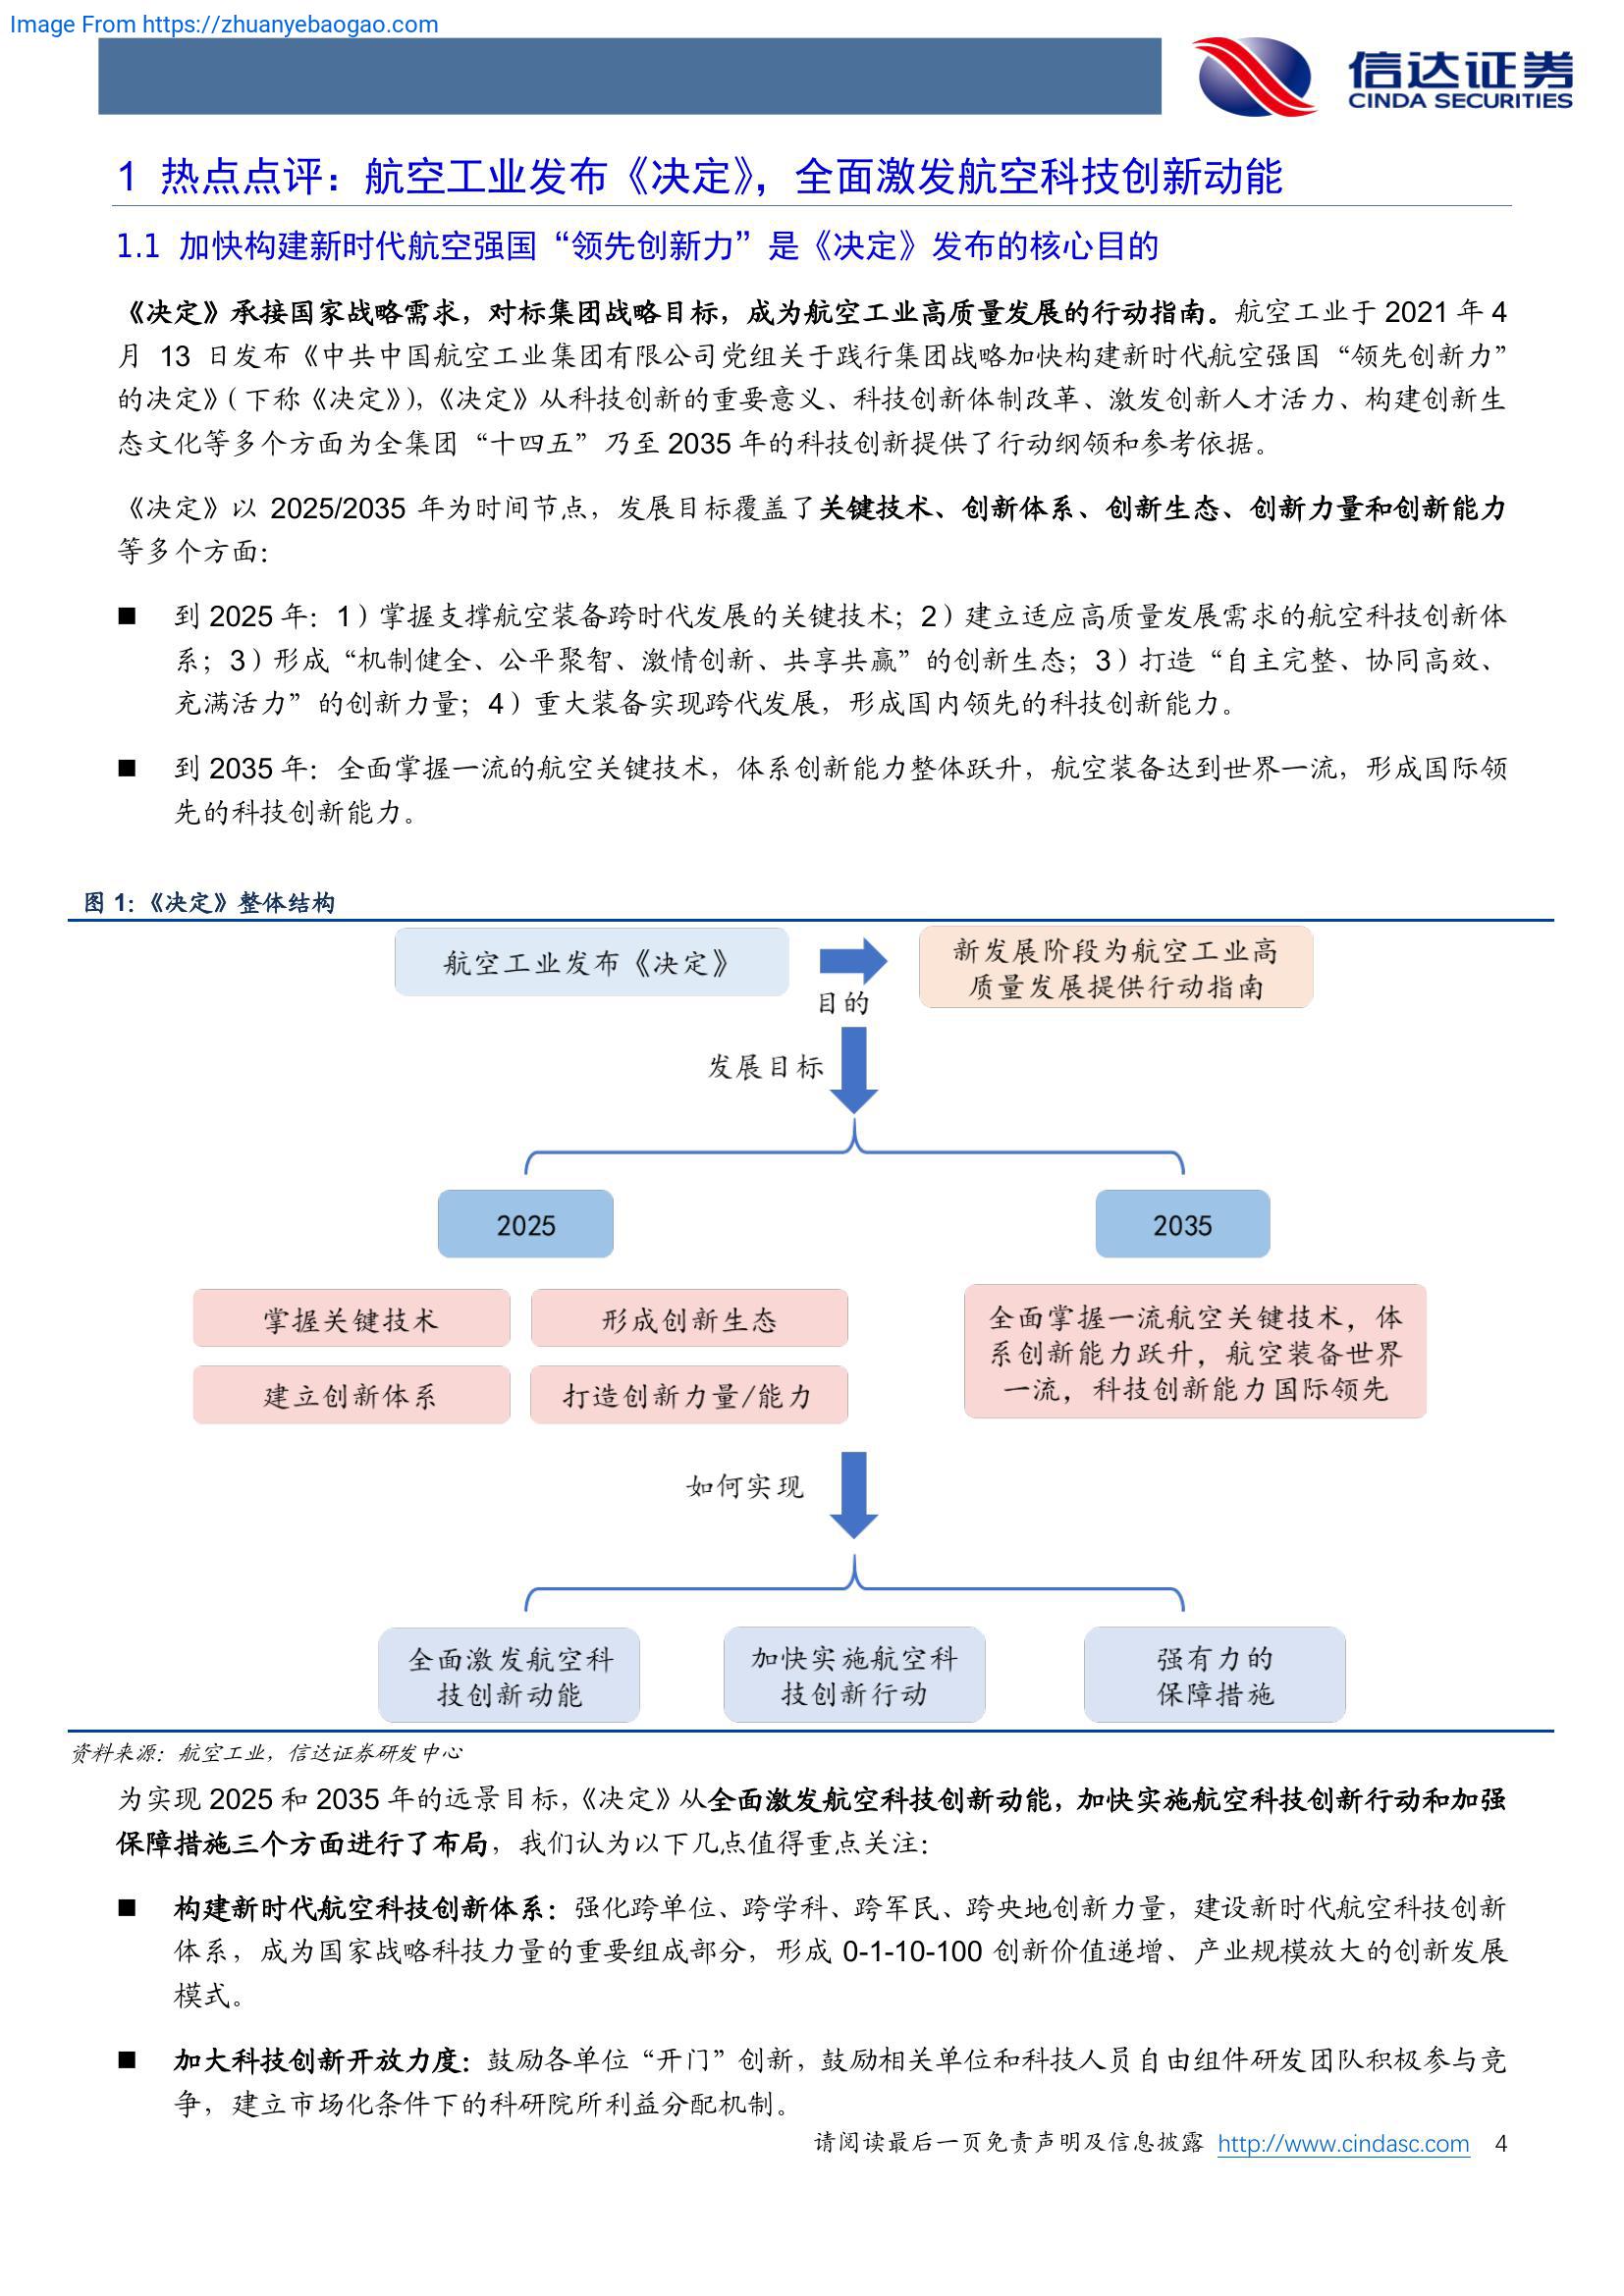 Image From https://zhuanyebaogao.com
信达证券
CINDA SECURITIES
1 热点点评：航空工业发布《决定》，全面激发航空科技创新动能
1.1 加快构建新时代航空强国“领先创新力”是《决定》发布的核心目的
《决定》承接国家战略需求，对标集团战略目标，成为航空工业高质量发展的行动指南。航空工业于 2021 年 4
月 13 日发布《中共中国航空工业集团有限公司党组关于践行集团战略加快构建新时代航空强国“领先创新力”
的决定》（下称《决定》），《决定》从科技创新的重要意义、科技创新体制改革、激发创新人才活力、构建创新生
态文化等多个方面为全集团“十四五”乃至 2035 年的科技创新提供了行动纲领和参考依据。
《决定》以 2025/2035 年为时间节点，发展目标覆盖了关键技术、创新体系、创新生态、创新力量和创新能力
等多个方面：
■ 到 2025 年：1）掌握支撑航空装备跨时代发展的关键技术；2）建立适应高质量发展需求的航空科技创新体
系；3）形成“机制健全、公平聚智、激情创新、共享共赢”的创新生态；3）打造“自主完整、协同高效、
充满活力”的创新力量；4）重大装备实现跨代发展，形成国内领先的科技创新能力。
■ 到 2035 年：全面掌握一流的航空关键技术，体系创新能力整体跃升，航空装备达到世界一流，形成国际领
先的科技创新能力。
图 1：《决定》整体结构
航空工业发布《决定》
目的
新发展阶段为航空工业高
质量发展提供行动指南
发展目标
2025
2035
掌握关键技术
形成创新生态
建立创新体系
打造创新力量/能力
全面掌握一流航空关键技术，体
系创新能力跃升，航空装备世界
一流，科技创新能力国际领先
如何实现
全面激发航空科
技创新动能
加快实施航空科
技创新行动
强有力的
保障措施
资料来源：航空工业，信达证券研发中心
为实现 2025 和 2035 年的远景目标，《决定》从全面激发航空科技创新动能，加快实施航空科技创新行动和加强
保障措施三个方面进行了布局，我们认为以下几点值得重点关注：
■ 构建新时代航空科技创新体系：强化跨单位、跨学科、跨军民、跨央地创新力量，建设新时代航空科技创新
体系，成为国家战略科技力量的重要组成部分，形成 0-1-10-100 创新价值递增、产业规模放大的创新发展
模式。
■ 加大科技创新开放力度：鼓励各单位“开门”创新，鼓励相关单位和科技人员自由组件研发团队积极参与竞
争，建立市场化条件下的科研院所利益分配机制。
请阅读最后一页免责声明及信息披露 http://www.cindasc.com 4